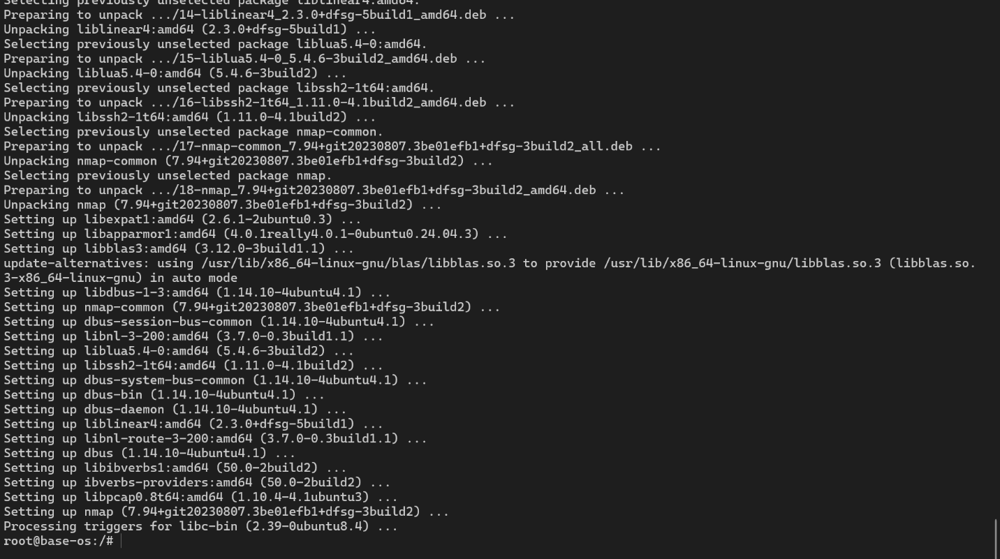 Selecting previously unselected package liblinear4:amd64.
Preparing to unpack .../14-liblinear4_2.3.0+dfsg-5build1_amd64.deb ...
Unpacking liblinear4:amd64 (2.3.0+dfsg-5build1) ...
Selecting previously unselected package liblua5.4-0:amd64.
Preparing to unpack .../15-liblua5.4-0_5.4.6-3build2_amd64.deb ...
Unpacking liblua5.4-0:amd64 (5.4.6-3build2) ...
Selecting previously unselected package libssh2-1t64:amd64.
Preparing to unpack .../16-libssh2-1t64_1.11.0-4.1build2_amd64.deb ...
Unpacking libssh2-1t64:amd64 (1.11.0-4.1build2) ...
Selecting previously unselected package nmap-common.
Preparing to unpack .../17-nmap-common_7.94+git20230807.3be01efb1+dfsg-3build2_all.deb ...
Unpacking nmap-common (7.94+git20230807.3be01efb1+dfsg-3build2) ...
Selecting previously unselected package nmap.
Preparing to unpack .../18-nmap_7.94+git20230807.3be01efb1+dfsg-3build2_amd64.deb ...
Unpacking nmap (7.94+git20230807.3be01efb1+dfsg-3build2) ...
Setting up libexpat1:amd64 (2.6.1-2ubuntu0.3) ...
Setting up libapparmor1:amd64 (4.0.1really4.0.1-0ubuntu0.24.04.3) ...
Setting up libblas3:amd64 (3.12.0-3build1.1) ...
update-alternatives: using /usr/lib/x86_64-linux-gnu/blas/libblas.so.3 to provide /usr/lib/x86_64-linux-gnu/libblas.so.3 (libblas.so.
3-x86_64-linux-gnu) in auto mode
Setting up libdbus-1-3:amd64 (1.14.10-4ubuntu4.1) ...
Setting up nmap-common (7.94+git20230807.3be01efb1+dfsg-3build2) ...
Setting up dbus-session-bus-common (1.14.10-4ubuntu4.1) ...
Setting up libnl-3-200:amd64 (3.7.0-0.3build1.1) ...
Setting up liblua5.4-0:amd64 (5.4.6-3build2) ...
Setting up libssh2-1t64:amd64 (1.11.0-4.1build2) ...
Setting up dbus-system-bus-common (1.14.10-4ubuntu4.1) ...
Setting up dbus-bin (1.14.10-4ubuntu4.1) ...
Setting up dbus-daemon (1.14.10-4ubuntu4.1) ...
Setting up liblinear4:amd64 (2.3.0+dfsg-5build1) ...
Setting up libnl-route-3-200:amd64 (3.7.0-0.3build1.1) ...
Setting up dbus (1.14.10-4ubuntu4.1) ...
Setting up libibverbs1:amd64 (50.0-2build2) ...
Setting up ibverbs-providers:amd64 (50.0-2build2) ...
Setting up libpcap0.8t64:amd64 (1.10.4-4.1ubuntu3) ...
Setting up nmap (7.94+git20230807.3be01efb1+dfsg-3build2) ...
Processing triggers for libc-bin (2.39-0ubuntu8.4) ...
root@base-os:/#